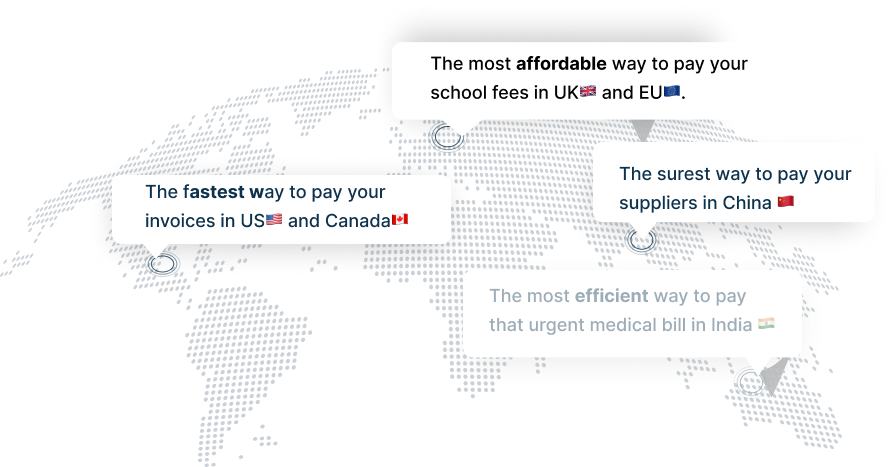 The most affordable way to pay your
school fees in UK🇬🇧 and EU🇪🇺.
The surest way to pay your
suppliers in China 🇨🇳
The fastest way to pay your
invoices in US🇺🇸 and Canada🇨🇦
The most efficient way to pay
that urgent medical bill in India 🇮🇳